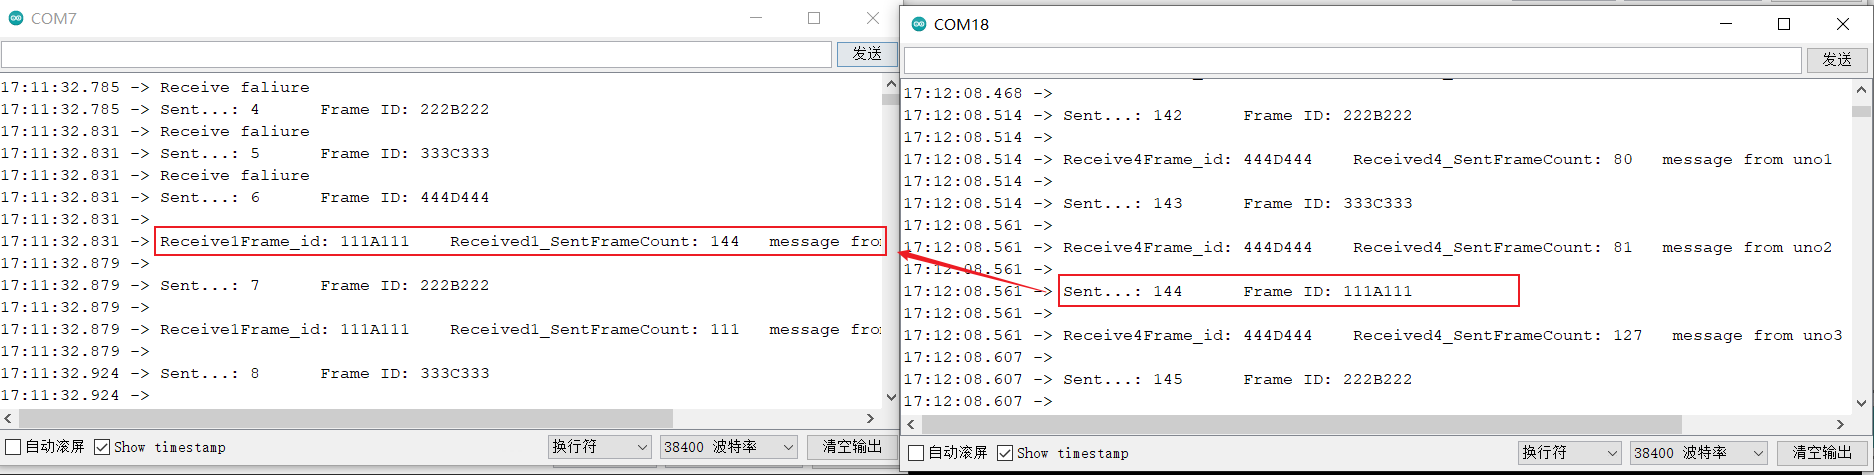 COM7
发送
17:11:32.785 -> Receive faliure
17:11:32.785 -> Sent...: 4 Frame ID: 222B222
17:11:32.831 -> Receive faliure
17:11:32.831 -> Sent...: 5 Frame ID: 333C333
17:11:32.831 -> Receive faliure
17:11:32.831 -> Sent...: 6 Frame ID: 444D444
17:11:32.831 ->
17:11:32.831 -> Receive1Frame_id: 111A111 Received1_SentFrameCount: 144 message from
17:11:32.879 ->
17:11:32.879 -> Sent...: 7 Frame ID: 222B222
17:11:32.879 ->
17:11:32.879 -> Receive1Frame_id: 111A111 Received1_SentFrameCount: 111 message from
17:11:32.879 ->
17:11:32.924 -> Sent...: 8 Frame ID: 333C333
17:11:32.924 ->
自动滚屏 Show timestamp 换行符 38400 波特率 清空输出
COM18
发送
17:12:08.468 ->
17:12:08.514 -> Sent...: 142 Frame ID: 222B222
17:12:08.514 ->
17:12:08.514 -> Receive4Frame_id: 444D444 Received4_SentFrameCount: 80 message from uno1
17:12:08.514 ->
17:12:08.514 -> Sent...: 143 Frame ID: 333C333
17:12:08.561 ->
17:12:08.561 -> Receive4Frame_id: 444D444 Received4_SentFrameCount: 81 message from uno2
17:12:08.561 ->
17:12:08.561 -> Sent...: 144 Frame ID: 111A111
17:12:08.561 ->
17:12:08.561 -> Receive4Frame_id: 444D444 Received4_SentFrameCount: 127 message from uno3
17:12:08.607 ->
17:12:08.607 -> Sent...: 145 Frame ID: 222B222
17:12:08.607 ->
自动滚屏 Show timestamp 换行符 38400 波特率 清空输出